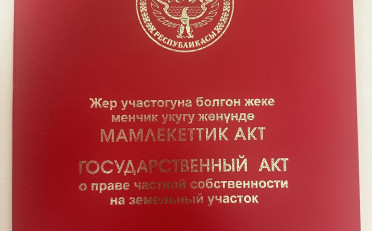 РЕСПУБЛИКАСЫ
Жер участогуна болгон жеке
менчик укугу жөнүндө
МАМЛЕКЕТТИК АКТ
ГОСУДАРСТВЕННЫЙ АКТ
о праве частной собственности
на земельный участок